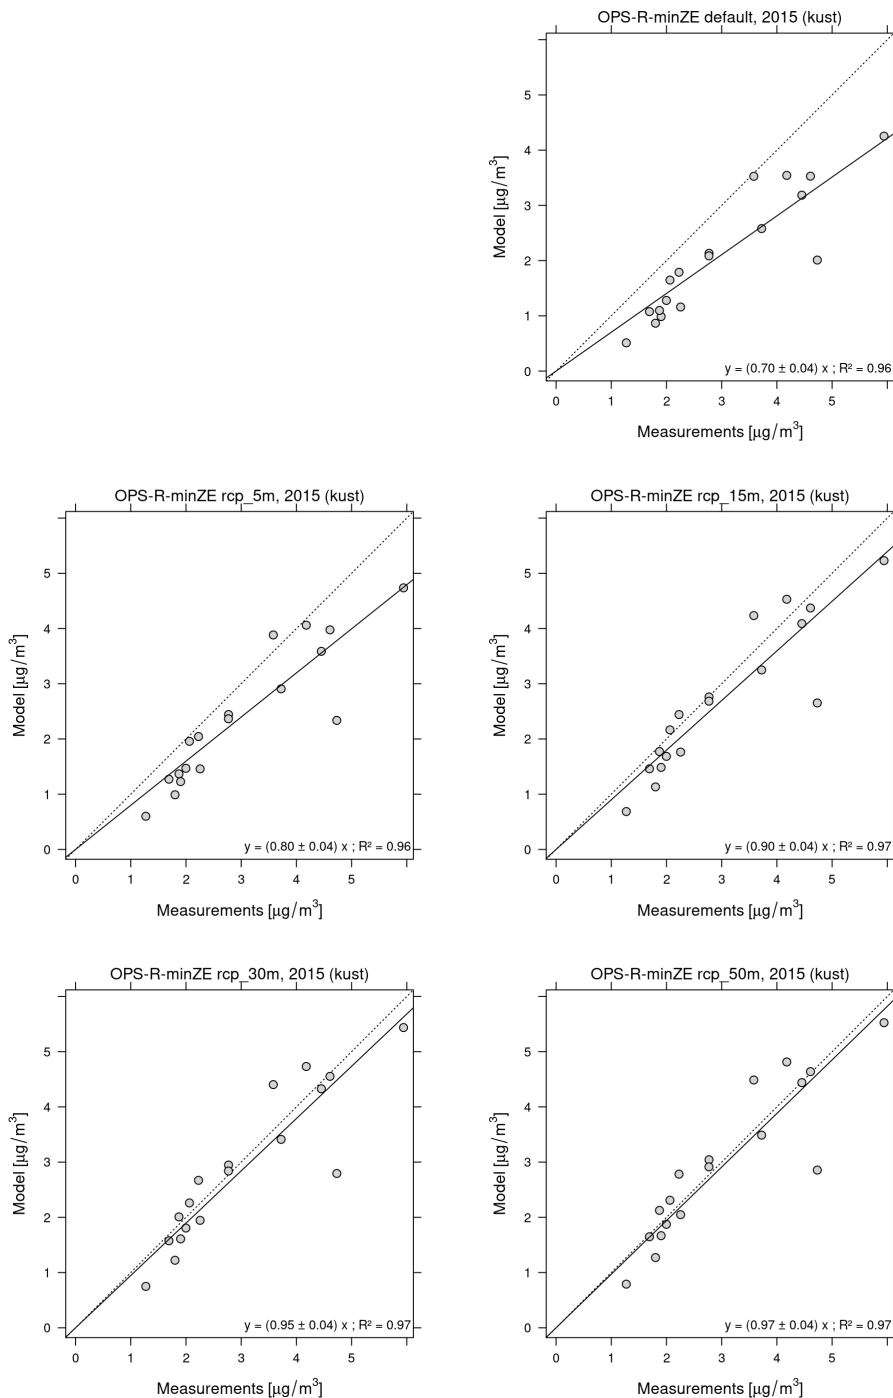 OPS-R-minZE default, 2015 (kust)
5
4
3
2
1
0
Model [µg/m³]
y = (0.70 ± 0.04) x ; R² = 0.96
0 1 2 3 4 5
Measurements [µg/m³]
OPS-R-minZE rcp_5m, 2015 (kust)
5
4
3
2
1
0
Model [µg/m³]
y = (0.80 ± 0.04) x ; R² = 0.96
0 1 2 3 4 5
Measurements [µg/m³]
OPS-R-minZE rcp_15m, 2015 (kust)
5
4
3
2
1
0
Model [µg/m³]
y = (0.90 ± 0.04) x ; R² = 0.97
0 1 2 3 4 5
Measurements [µg/m³]
OPS-R-minZE rcp_30m, 2015 (kust)
5
4
3
2
1
0
Model [µg/m³]
y = (0.95 ± 0.04) x ; R² = 0.97
0 1 2 3 4 5
Measurements [µg/m³]
OPS-R-minZE rcp_50m, 2015 (kust)
5
4
3
2
1
0
Model [µg/m³]
y = (0.97 ± 0.04) x ; R² = 0.97
0 1 2 3 4 5
Measurements [µg/m³]